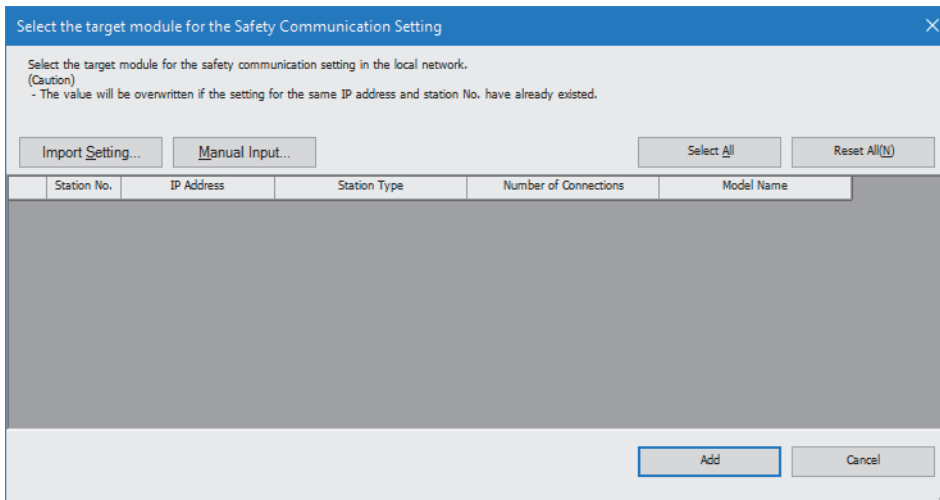 Select the target module for the Safety Communication Setting
Select the target module for the safety communication setting in the local network.
(Caution)
- The value will be overwritten if the setting for the same IP address and station No. have already existed.
Import Setting... Manual Input... Select All Reset All(N)
Station No. IP Address Station Type Number of Connections Model Name
Add Cancel